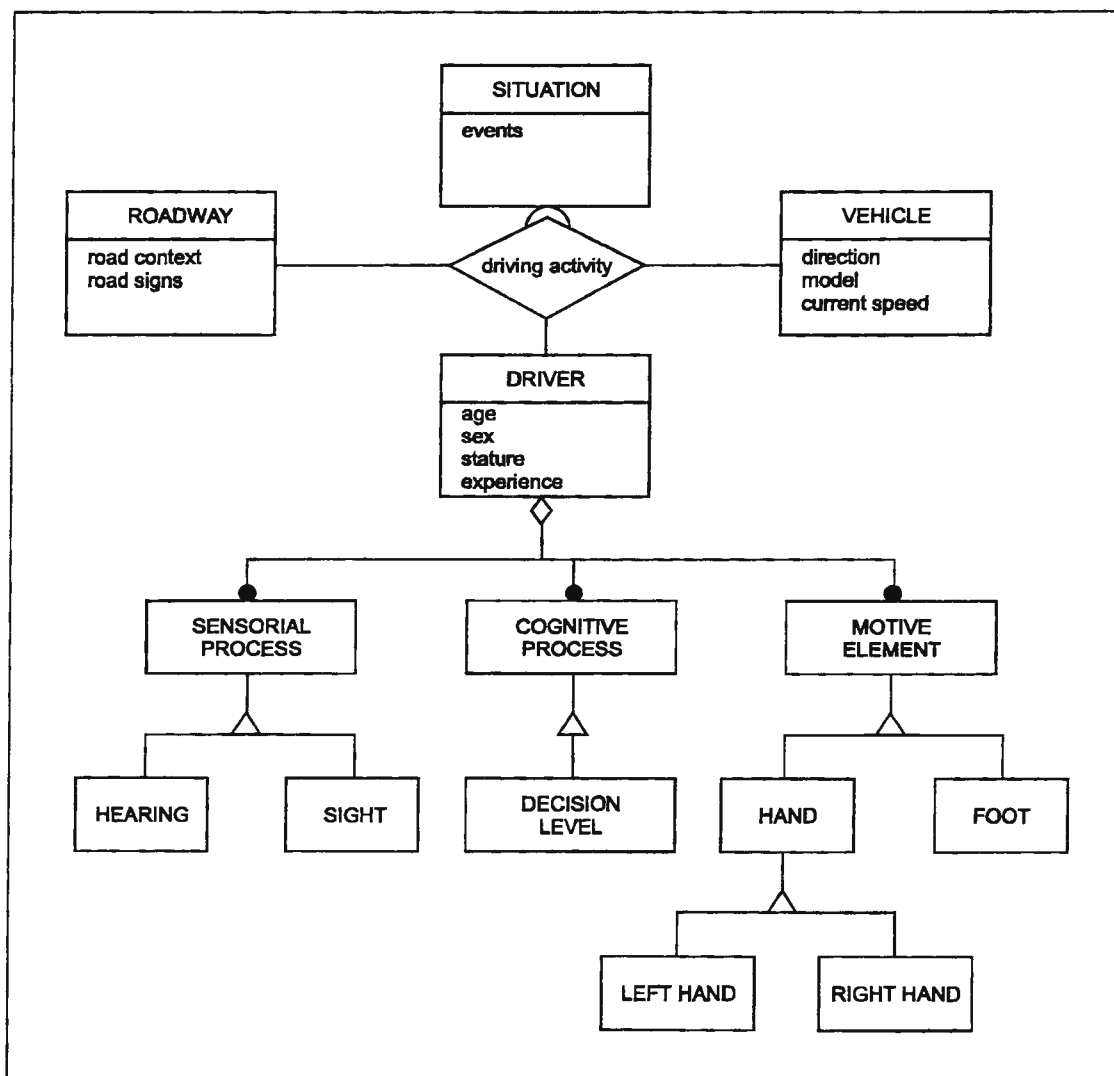 SITUATION
events
ROADWAY
road context
road signs
driving activity
VEHICLE
direction
model
current speed
DRIVER
age
sex
stature
experience
SENSORIAL
PROCESS
COGNITIVE
PROCESS
MOTIVE
ELEMENT
HEARING
SIGHT
DECISION
LEVEL
HAND
FOOT
LEFT HAND
RIGHT HAND